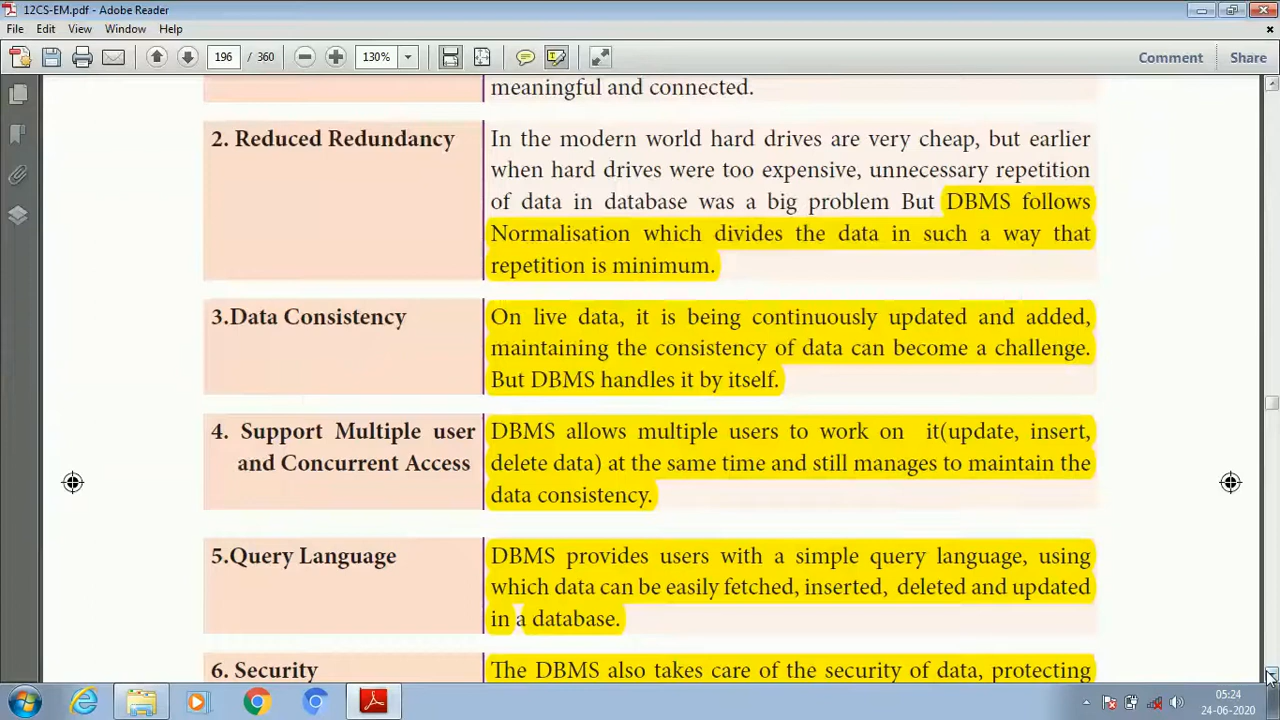 12CS-EM.pdf - Adobe Reader
File Edit View Window Help
196 / 360 130% Comment Share
meaningful and connected.
2. Reduced Redundancy
In the modern world hard drives are very cheap, but earlier
when hard drives were too expensive, unnecessary repetition
of data in database was a big problem But DBMS follows
Normalisation which divides the data in such a way that
repetition is minimum.
3.Data Consistency
On live data, it is being continuously updated and added,
maintaining the consistency of data can become a challenge.
But DBMS handles it by itself.
4. Support Multiple user
and Concurrent Access
DBMS allows multiple users to work on it(update, insert,
delete data) at the same time and still manages to maintain the
data consistency.
5.Query Language
DBMS provides users with a simple query language, using
which data can be easily fetched, inserted, deleted and updated
in a database.
6. Security
The DBMS also takes care of the security of data, protecting
05:24
24-06-2020